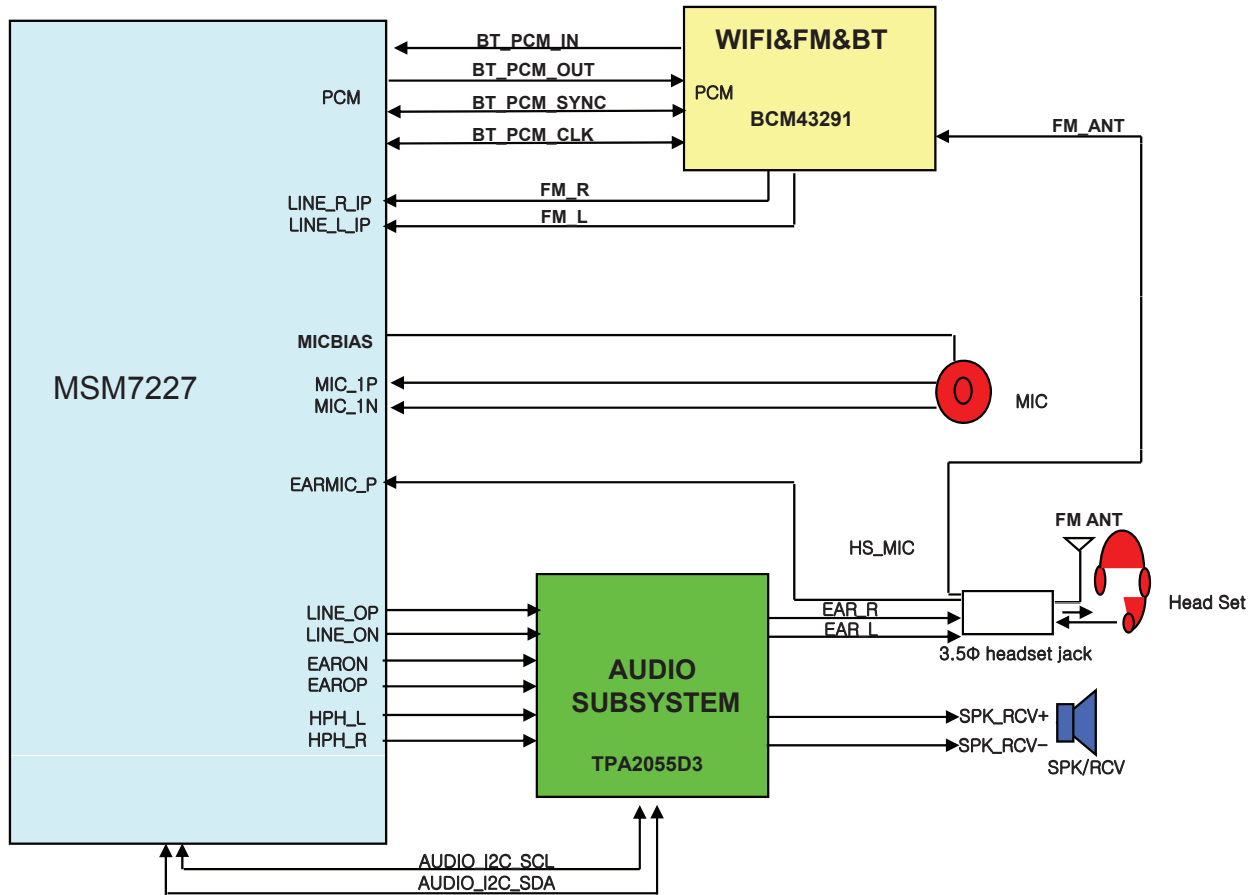 WIFI&FM&BT
BT_PCM_IN
BT_PCM_OUT
PCM
PCM
BT_PCM_SYNC
BCM43291
BT_PCM_CLK
FM_ANT
FM_R
LINE_R_IP
FM_L
LINE_L_IP
MICBIAS
MSM7227
MIC_1P
MIC_1N
MIC
EARMIC_P
FM ANT
HS_MIC
Head Set
LINE_OP
EAR_R
LINE_ON
EAR_L
3.5Φ headset jack
EARON
EAROP
AUDIO
SUBSYSTEM
HPH_L
HPH_R
SPK_RCV+
SPK_RCV-
SPK/RCV
TPA2055D3
AUDIO_I2C_SCL
AUDIO_I2C_SDA